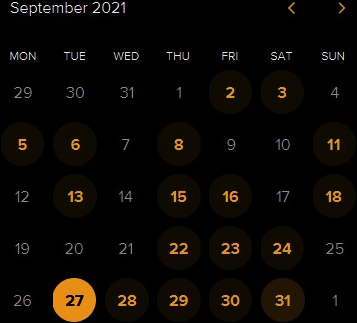 September 2021
MON TUE WED THU FRI SAT SUN
29 30 31 1 2 3 4
5 6 7 8 9 10 11
12 13 14 15 16 17 18
19 20 21 22 23 24 25
26 27 28 29 30 31 1